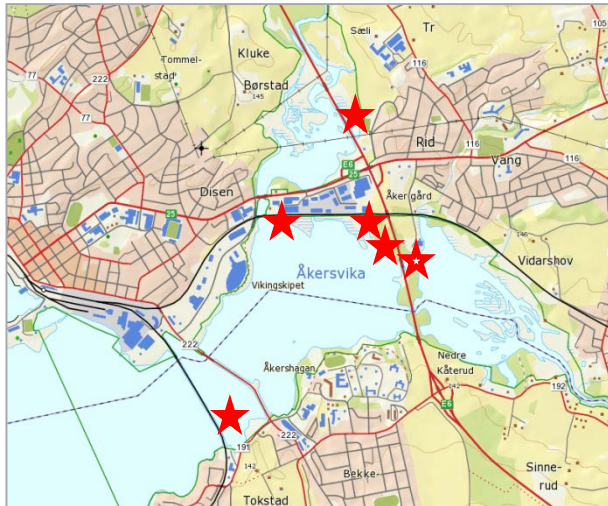 Sæli
Tr
105
Kluke
116
Tommel-
stad
222
77
Børstad
145
77
Rid
116
116
Vang
E6
25
Disen
Åker gård
25
146
Åkersvika
Vidarshov
Vikingskipet
222
Åkershagan
Nedre
Kåterud
142
192
E6
222
191
142
Bekke-
Sinne-
rud
Tokstad